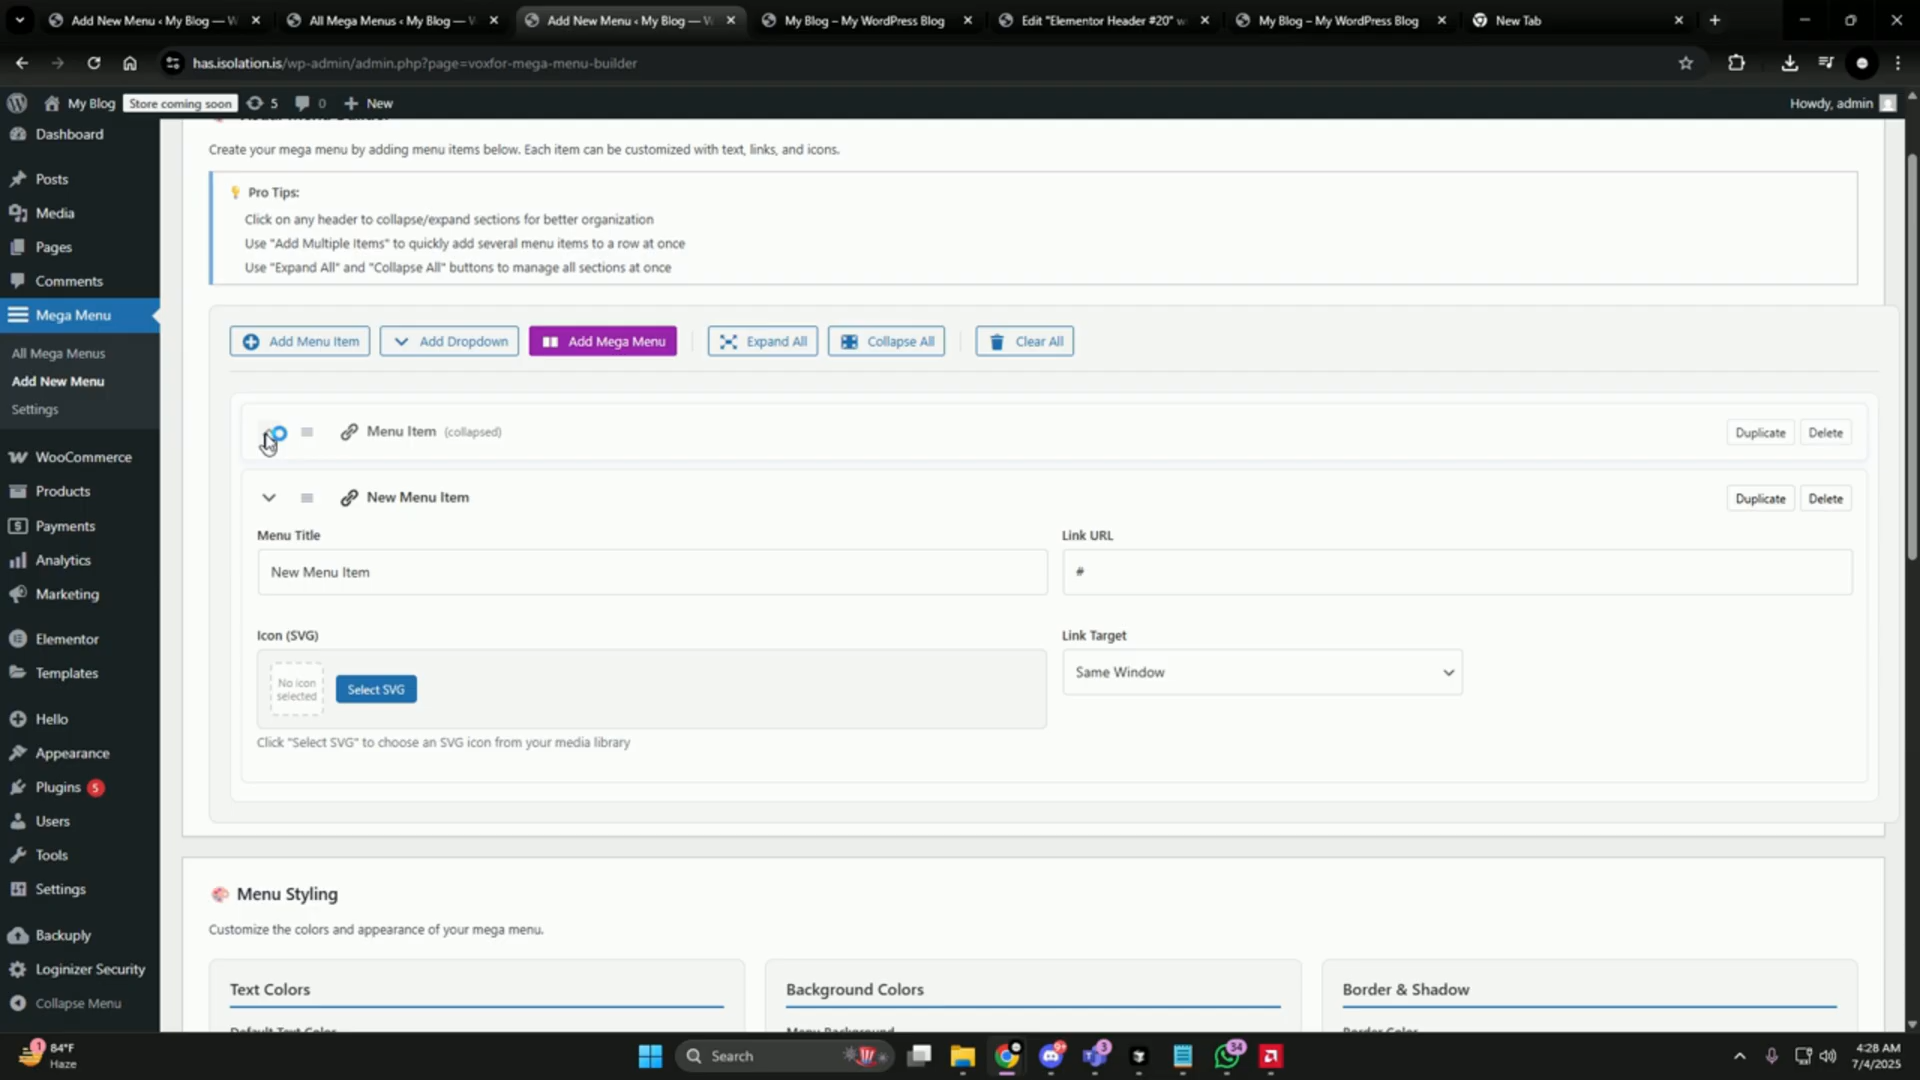 Add New Menu ‹ My Blog — W
All Mega Menus ‹ My Blog — V
Add New Menu ‹ My Blog — W
My Blog – My WordPress Blog
Edit "Elementor Header #20" w
My Blog – My WordPress Blog
New Tab
has.isolation.is/wp-admin/admin.php?page=voxfor-mega-menu-builder
My Blog
Store coming soon
5
0
New
Howdy, admin
Dashboard
Posts
Media
Pages
Comments
Mega Menu
All Mega Menus
Add New Menu
Settings
WooCommerce
Products
Payments
Analytics
Marketing
Elementor
Templates
Hello
Appearance
Plugins 5
Users
Tools
Settings
Backuply
Loginizer Security
Collapse Menu
Create your mega menu by adding menu items below. Each item can be customized with text, links, and icons.
Pro Tips:
Click on any header to collapse/expand sections for better organization
Use "Add Multiple Items" to quickly add several menu items to a row at once
Use "Expand All" and "Collapse All" buttons to manage all sections at once
Add Menu Item
Add Dropdown
Add Mega Menu
Expand All
Collapse All
Clear All
Menu Item (collapsed)
Duplicate
Delete
New Menu Item
Duplicate
Delete
Menu Title
Link URL
New Menu Item
#
Icon (SVG)
Link Target
No icon
selected
Select SVG
Same Window
Click "Select SVG" to choose an SVG icon from your media library
Menu Styling
Customize the colors and appearance of your mega menu.
Text Colors
Background Colors
Border & Shadow
Default Text Color
Menu Background
Border Color
1
84°F
Haze
Search
9+
3
34
4:28 AM
7/4/2025